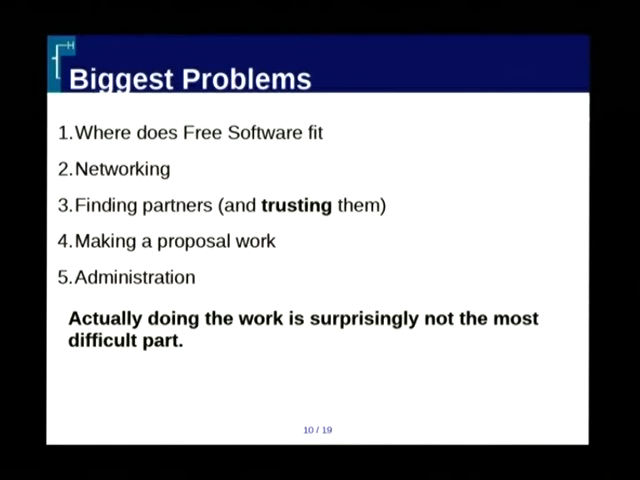 H
Biggest Problems
1.Where does Free Software fit
2.Networking
3.Finding partners (and trusting them)
4.Making a proposal work
5.Administration
Actually doing the work is surprisingly not the most
difficult part.
10 / 19